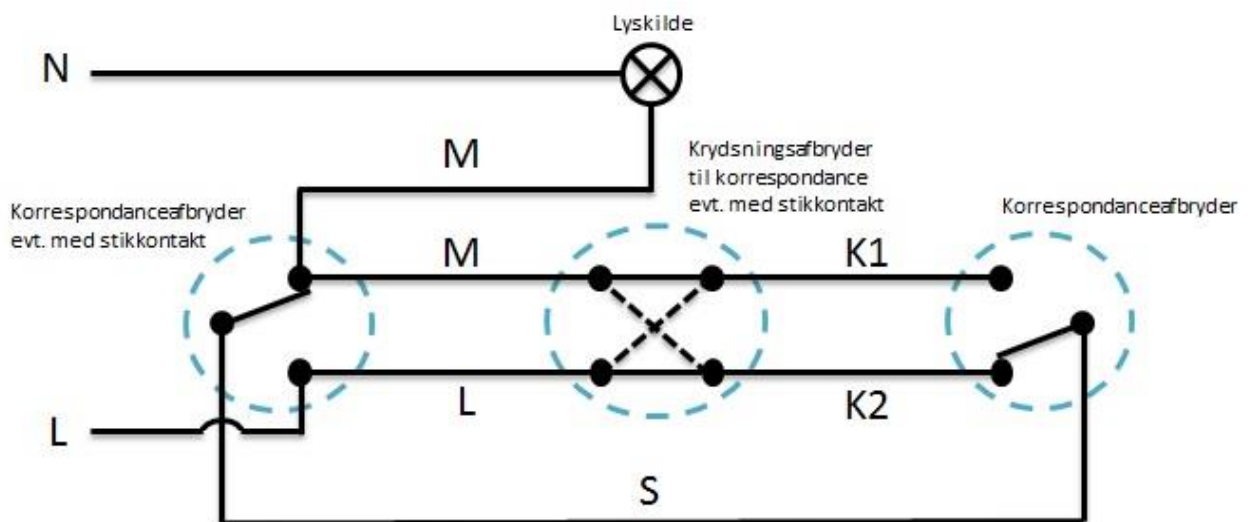 Lyskilde
N
M
Krydsningsafbryder
til korrespondance
evt. med stikkontakt
Korrespondanceafbryder
evt. med stikkontakt
Korrespondanceafbryder
M
K1
L
K2
L
S